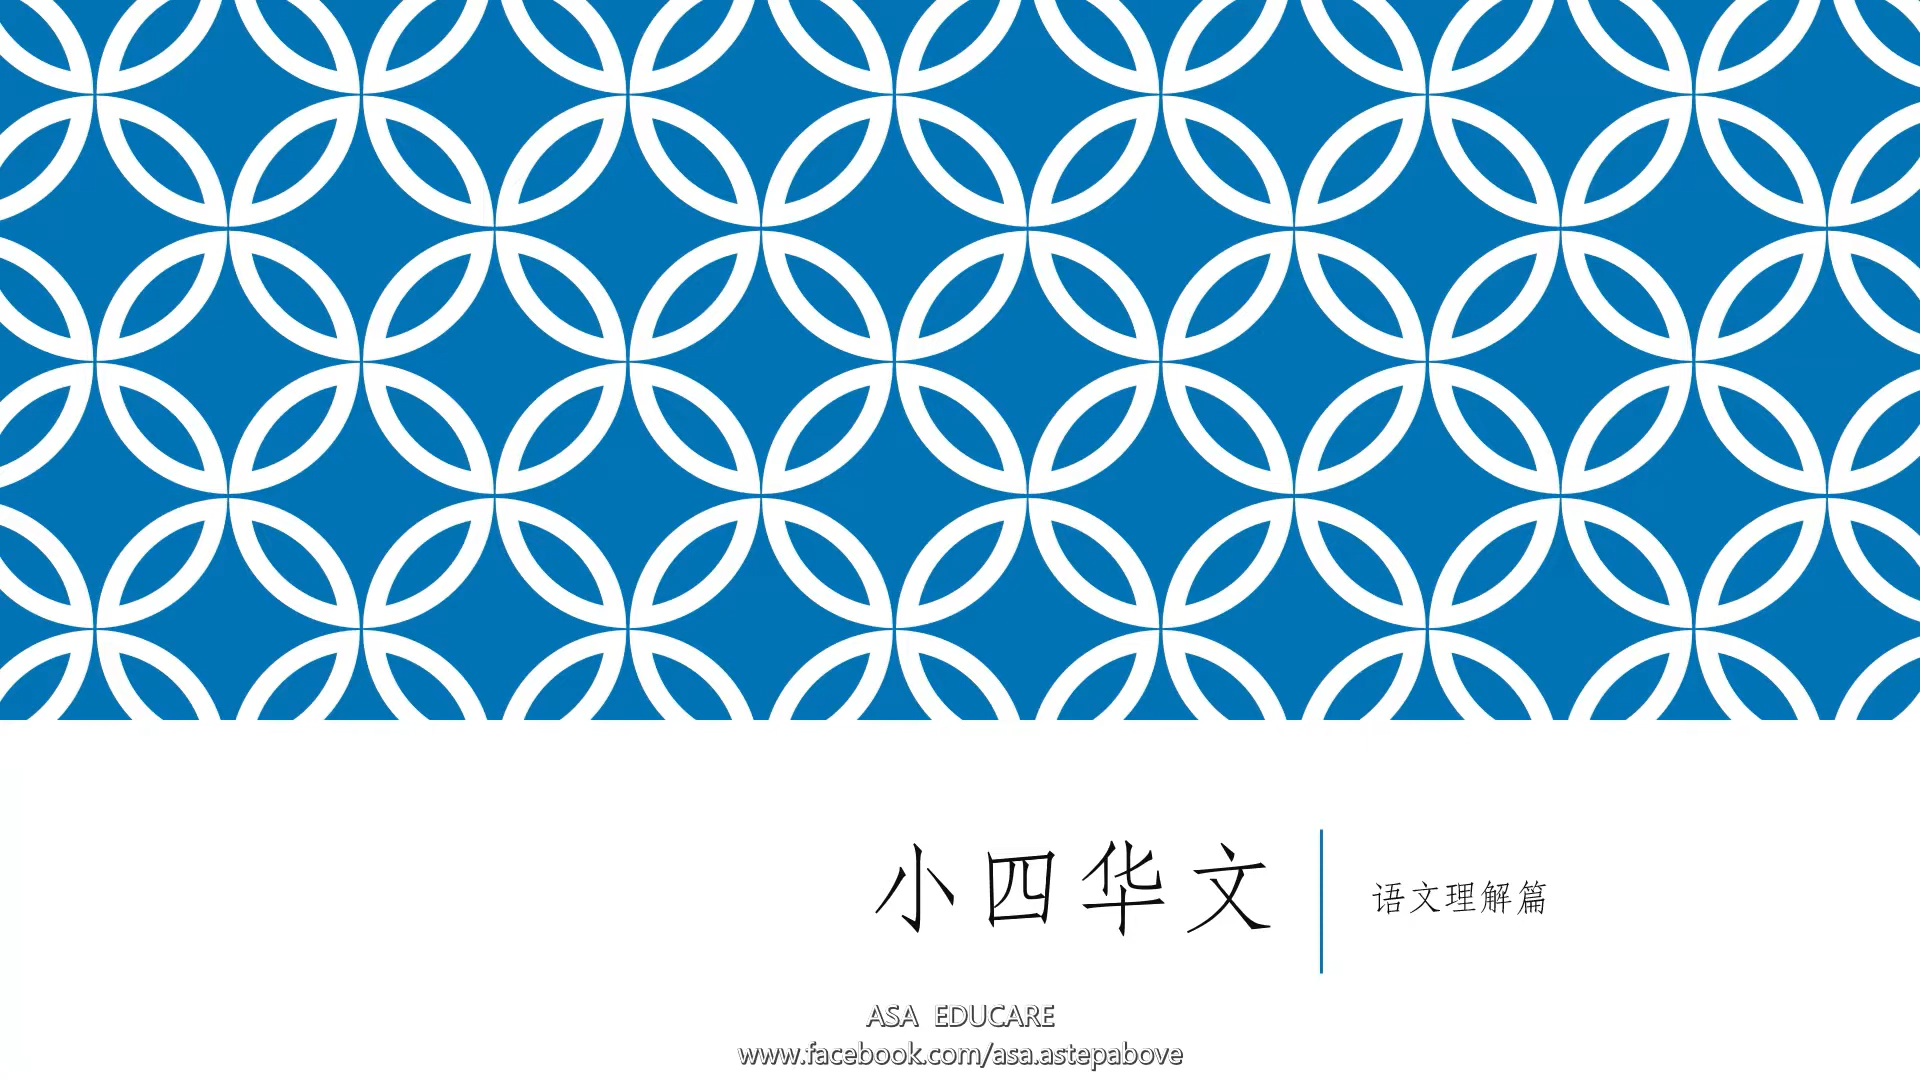 小四华文
语文理解篇
ASA EDUCARE
www.facebook.com/asa.astepabove